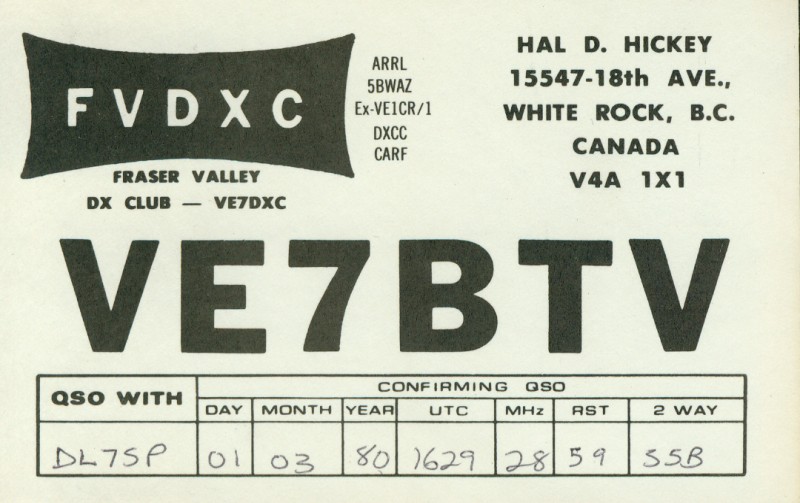 FVDXC
FRASER VALLEY
DX CLUB — VE7DXC
ARRL
5BWAZ
Ex-VE1CR/1
DXCC
CARF
HAL D. HICKEY
15547-18th AVE.,
WHITE ROCK, B.C.
CANADA
V4A 1X1
VE7BTV
QSO WITH
CONFIRMING QSO
DAY MONTH YEAR UTC MHz RST 2 WAY
DL7SP 01 03 80 1629 28 59 SSB